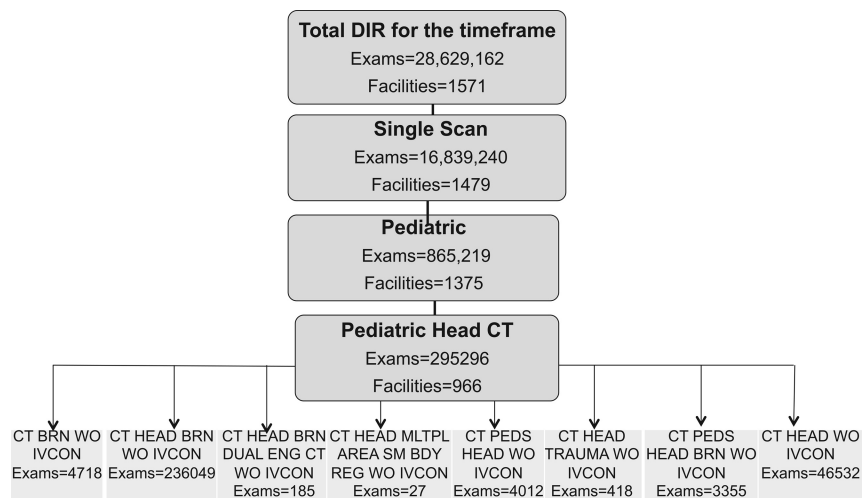 Total DIR for the timeframe
Exams=28,629,162
Facilities=1571
Single Scan
Exams=16,839,240
Facilities=1479
Pediatric
Exams=865,219
Facilities=1375
Pediatric Head CT
Exams=295296
Facilities=966
CT BRN WO
IVCON
Exams=4718
CT HEAD BRN
WO IVCON
Exams=236049
CT HEAD BRN
DUAL ENG CT
WO IVCON
Exams=185
CT HEAD MLTPL
AREA SM BDY
REG WO IVCON
Exams=27
CT PEDS
HEAD WO
IVCON
Exams=4012
CT HEAD
TRAUMA WO
IVCON
Exams=418
CT PEDS
HEAD BRN WO
IVCON
Exams=3355
CT HEAD WO
IVCON
Exams=46532